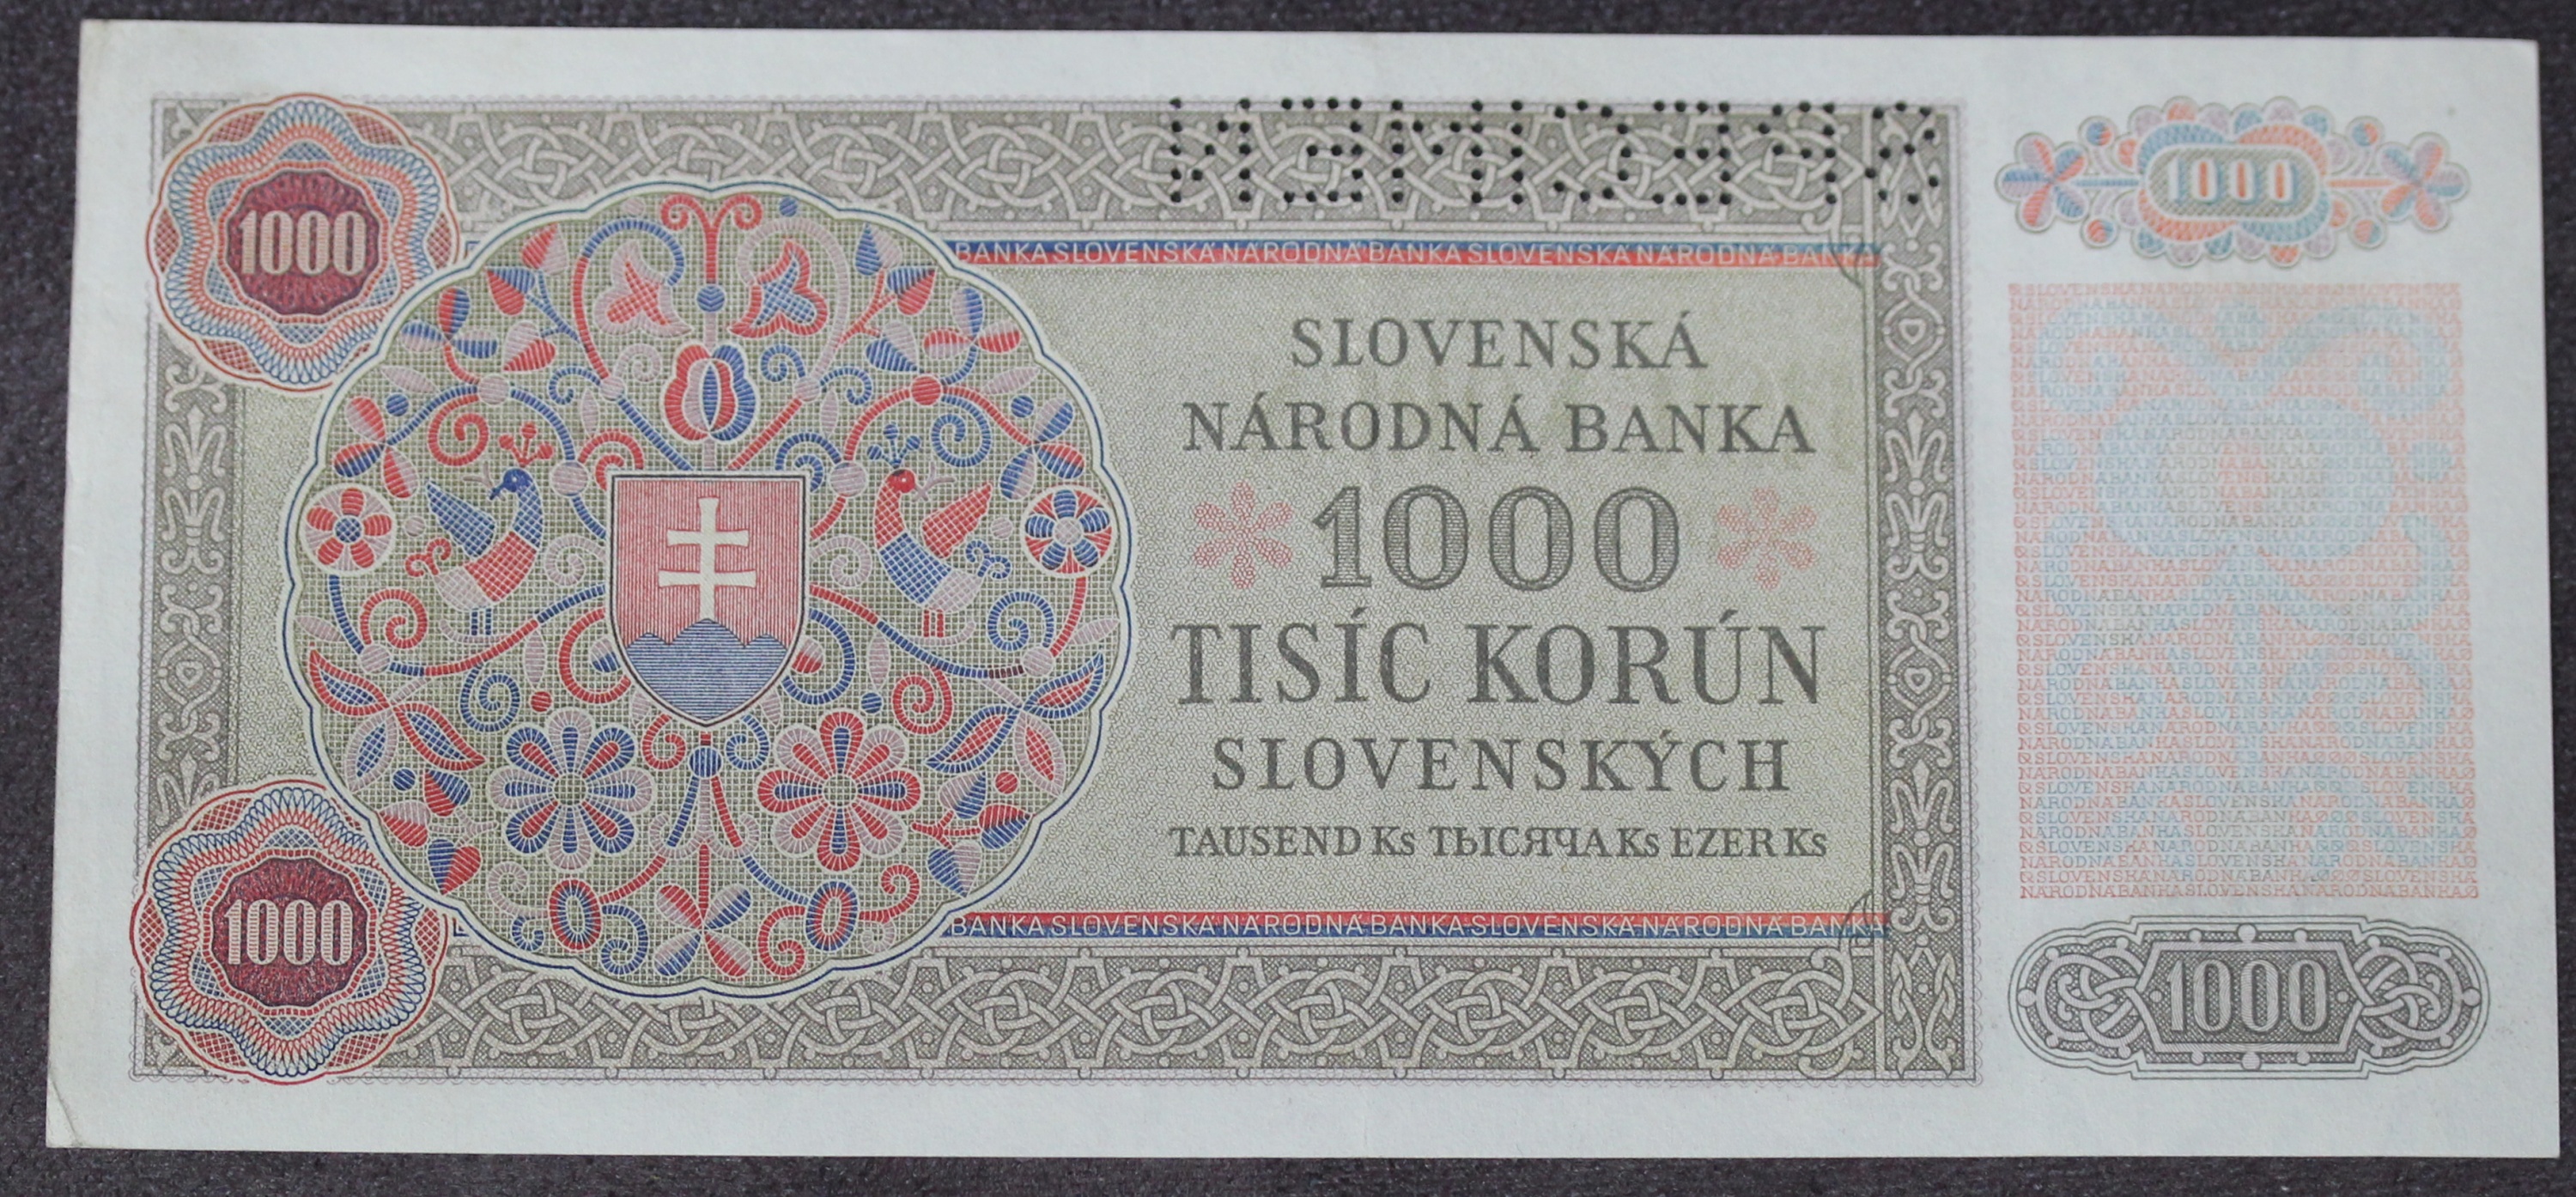 SPECIMEN
1000
1000
BANKA SLOVENSKÁ NÁRODNÁ BANKA SLOVENSKÁ NÁRODNÁ BANKA
SLOVENSKÁ
NÁRODNÁ BANKA
1000
TISÍC KORÚN
SLOVENSKÝCH
TAUSEND Ks ТЫСЯЧА Ks EZER Ks
1000
BANKA SLOVENSKÁ NÁRODNÁ BANKA SLOVENSKÁ NÁRODNÁ BANKA
1000